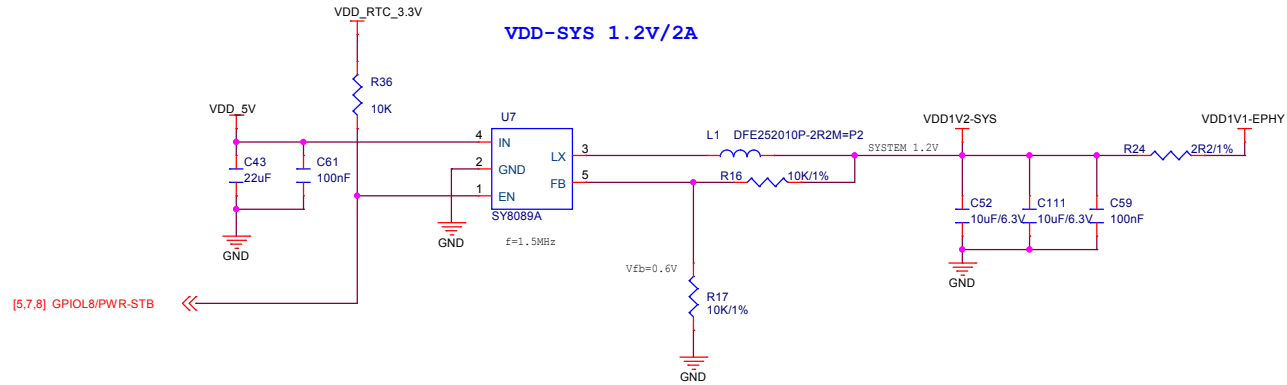 VDD_RTC_3.3V
VDD-SYS 1.2V/2A
R36
10K
VDD_5V
C43
22uF
C61
100nF
GND
U7
4
IN
2
GND
1
EN
LX
3
FB
5
SY8089A
f=1.5MHz
GND
L1
DFE252010P-2R2M=P2
R16
10K/1%
SYSTEM 1.2V
VDD1V2-SYS
VDD1V1-EPHY
R24
2R2/1%
C52
10uF/6.3V
C111
10uF/6.3V
C59
100nF
GND
Vfb=0.6V
R17
10K/1%
GND
[5,7,8] GPIOL8/PWR-STB